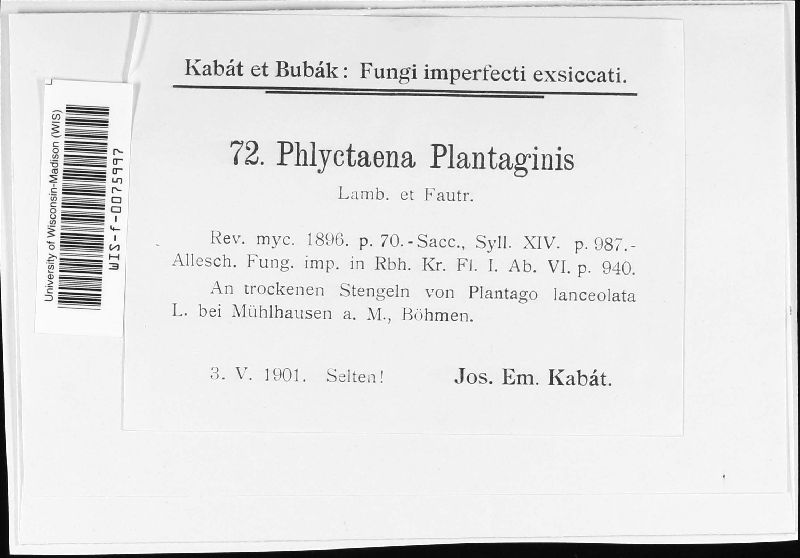 Kabát et Bubák: Fungi imperfecti exsiccati.
72. Phlyctaena Plantaginis
Lamb. et Fautr.
Rev. myc. 1896. p. 70.-Sacc., Syll. XIV. p. 987.-
Allesch. Fung. imp. in Rbh. Kr. Fl. I. Ab. VI. p. 940.
An trockenen Stengeln von Plantago lanceolata
L. bei Mühlhausen a. M., Böhmen.
3. V. 1901. Selten!
Jos. Em. Kabát.
University of Wisconsin-Madison (WIS)
WIS-f-0075997